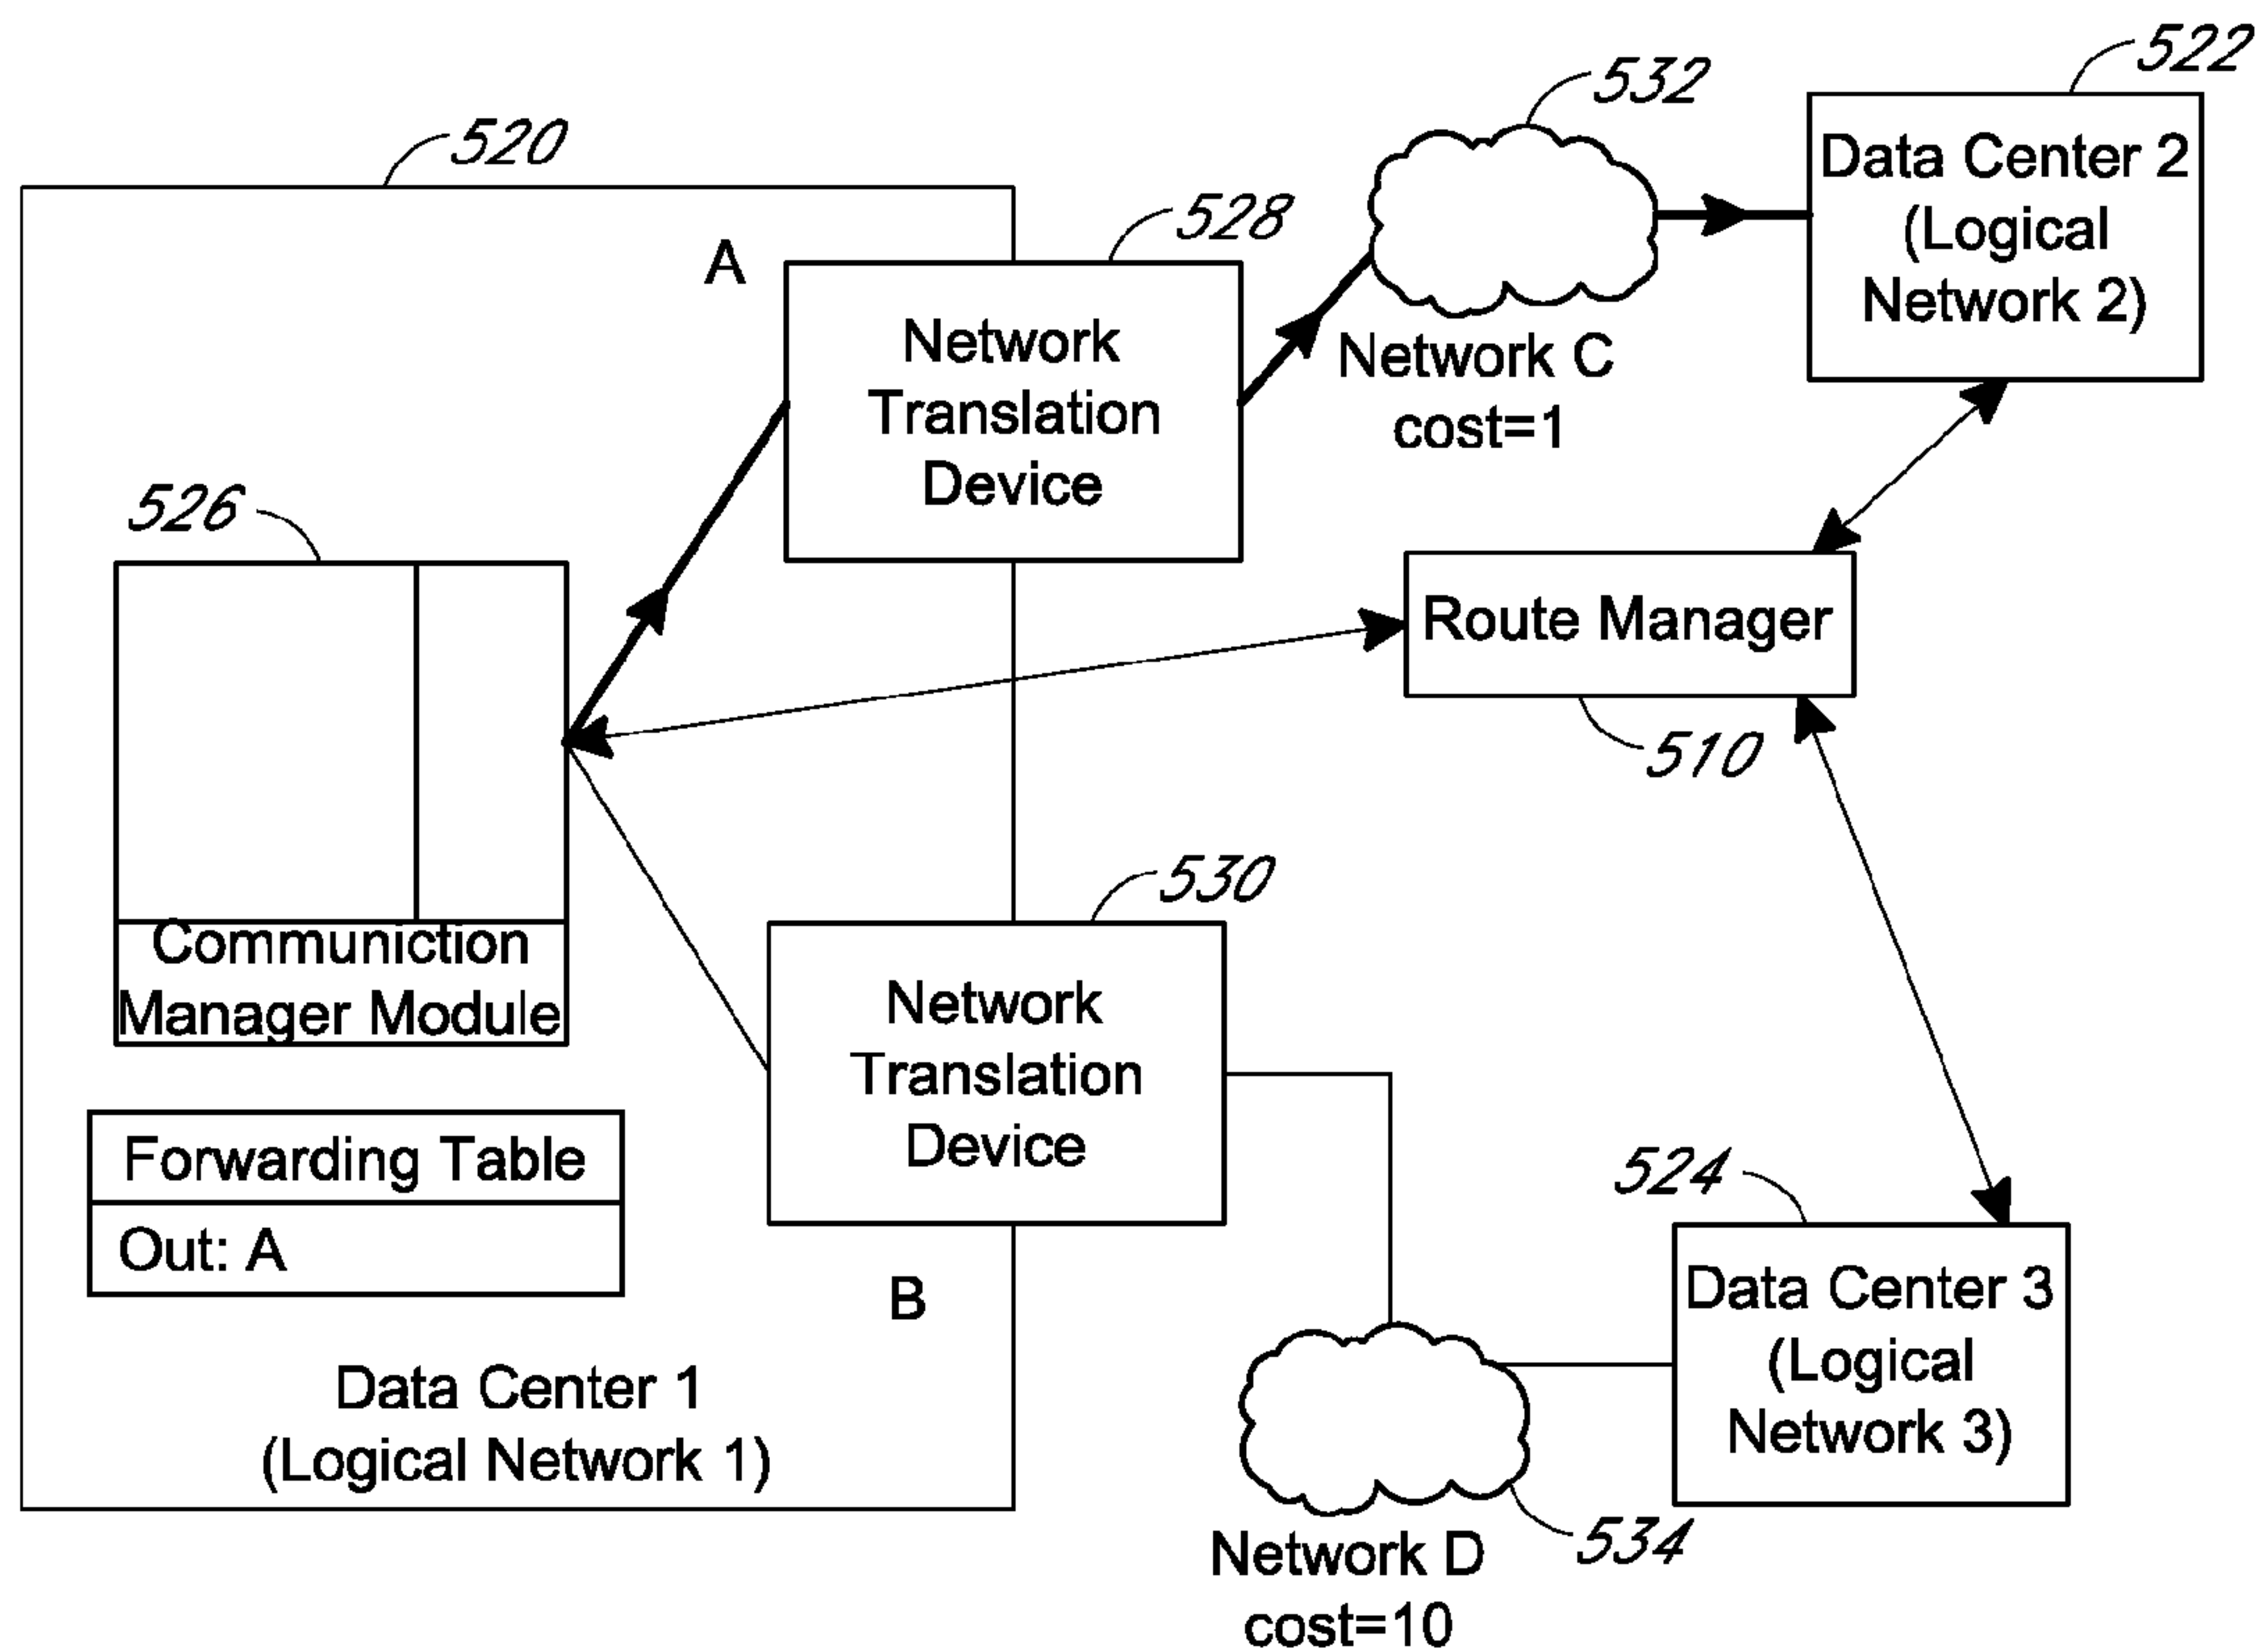 520
532
522
Data Center 2
(Logical
Network 2)
A
528
Network
Translation
Device
Network C
cost=1
526
Route Manager
510
Communiction
Manager Module
530
Network
Translation
Device
Forwarding Table
Out: A
B
524
Data Center 3
(Logical
Network 3)
Data Center 1
(Logical Network 1)
534
Network D
cost=10